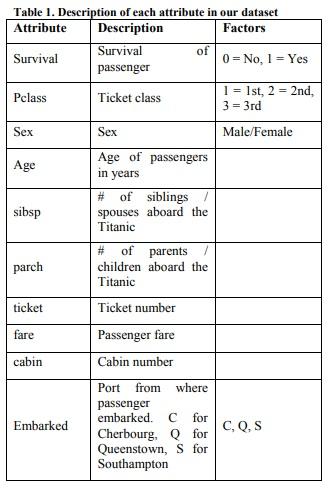 Table 1. Description of each attribute in our dataset
Attribute Description Factors
Survival
Survival of
passenger
0 = No, 1 = Yes
Pclass
Ticket class
1 = 1st, 2 = 2nd,
3 = 3rd
Sex Sex Male/Female
Age
Age of passengers
in years
sibsp
# of siblings /
spouses aboard the
Titanic
parch
# of parents /
children aboard the
Titanic
ticket Ticket number
fare Passenger fare
cabin Cabin number
Embarked
Port from where
passenger
embarked. C for
Cherbourg, Q for
Queenstown, S for
Southampton
C, Q, S